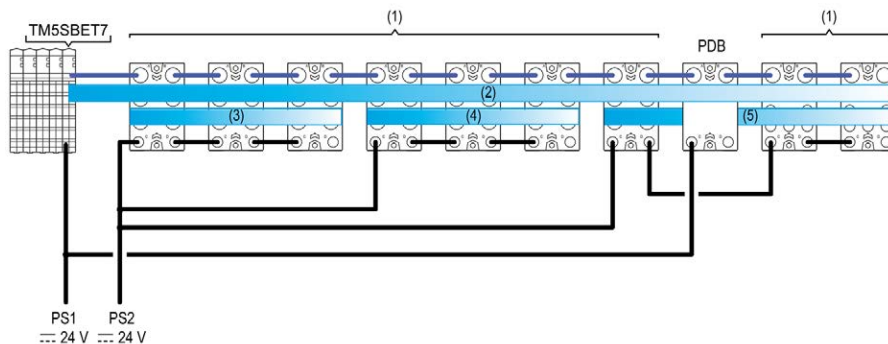 (1) (1)
TM5SBET7
PDB
(2)
(3) (4) (5)
PS1 PS2
24 V 24 V